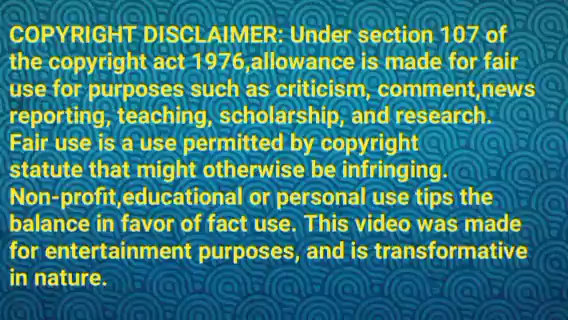 COPYRIGHT DISCLAIMER: Under section 107 of
the copyright act 1976,allowance is made for fair
use for purposes such as criticism, comment,news
reporting, teaching, scholarship, and research.
Fair use is a use permitted by copyright
statute that might otherwise be infringing.
Non-profit,educational or personal use tips the
balance in favor of fact use. This video was made
for entertainment purposes, and is transformative
in nature.